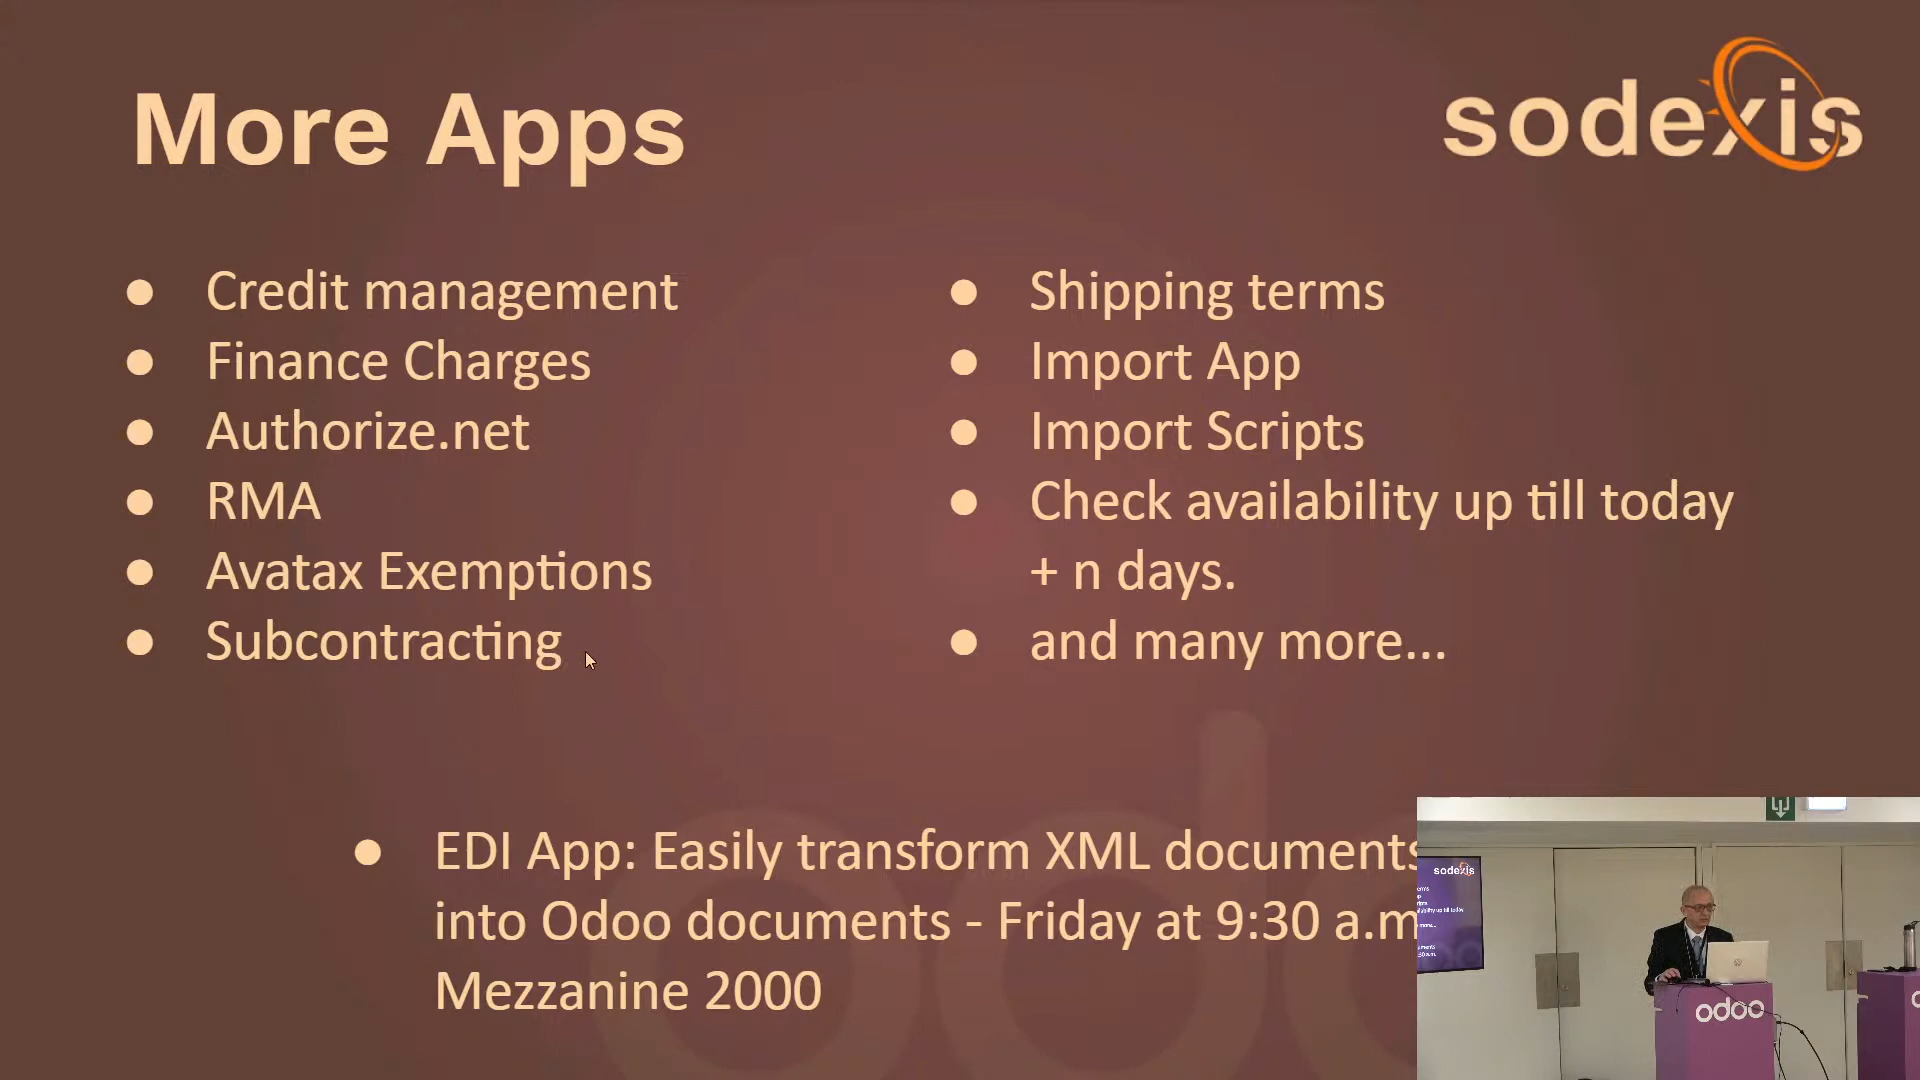 More Apps
sodexis
● Credit management
● Finance Charges
● Authorize.net
● RMA
● Avatax Exemptions
● Subcontracting
● Shipping terms
● Import App
● Import Scripts
● Check availability up till today
+ n days.
● and many more...
● EDI App: Easily transform XML documents
into Odoo documents - Friday at 9:30 a.m
Mezzanine 2000
odoo
sodexis
odoo